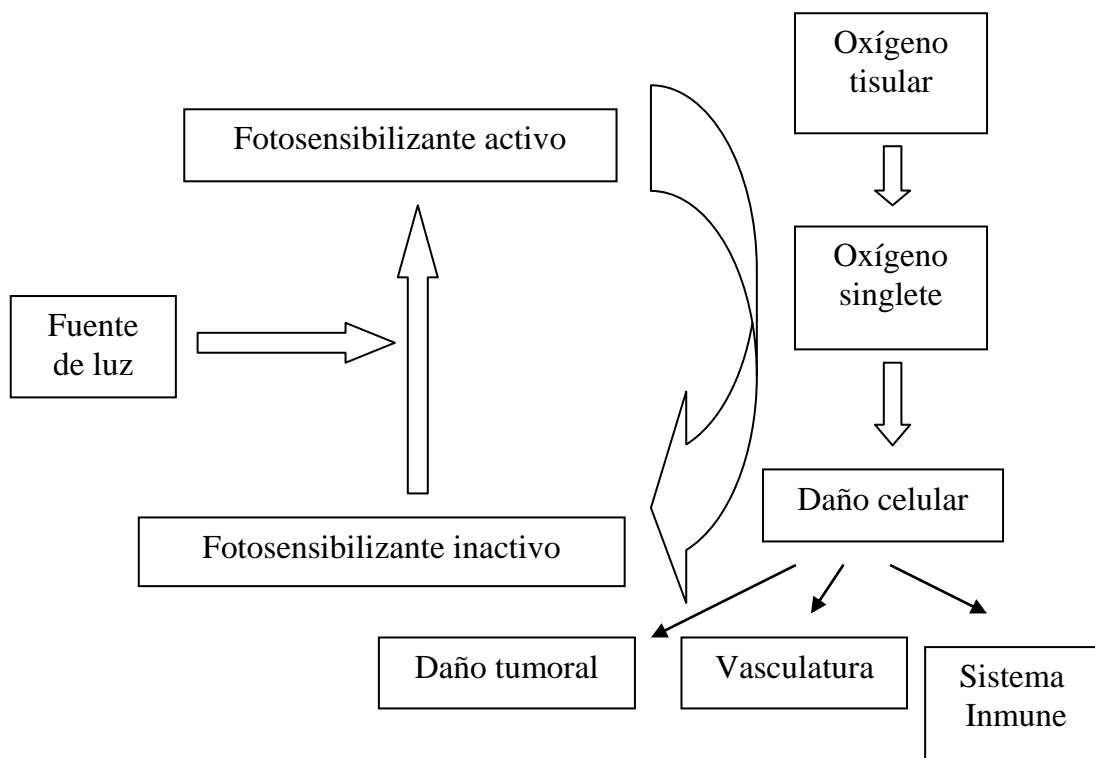 Oxígeno
tisular
Fotosensibilizante activo
Oxígeno
singlete
Fuente
de luz
Daño celular
Fotosensibilizante inactivo
Daño tumoral
Vasculatura
Sistema
Inmune